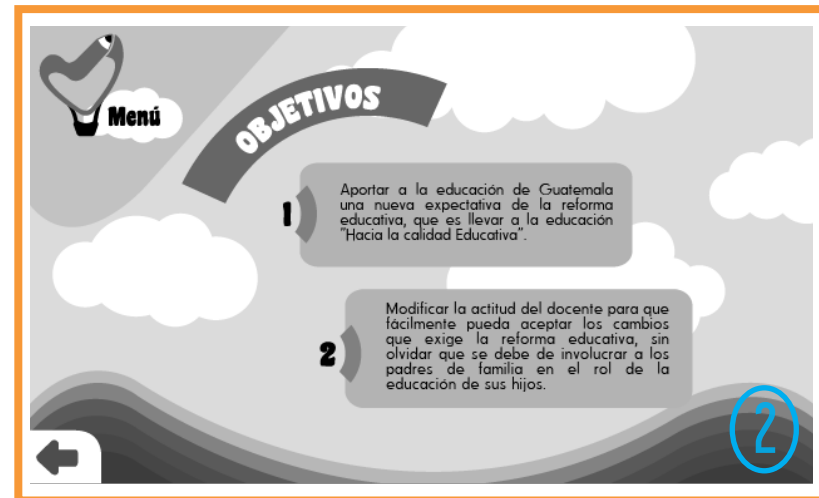 Menú
OBJETIVOS
1
Aportar a la educación de Guatemala
una nueva expectativa de la reforma
educativa, que es llevar a la educación
"Hacia la calidad Educativa".
2
Modificar la actitud del docente para que
fácilmente pueda aceptar los cambios
que exige la reforma educativa, sin
olvidar que se debe de involucrar a los
padres de familia en el rol de la
educación de sus hijos.
2